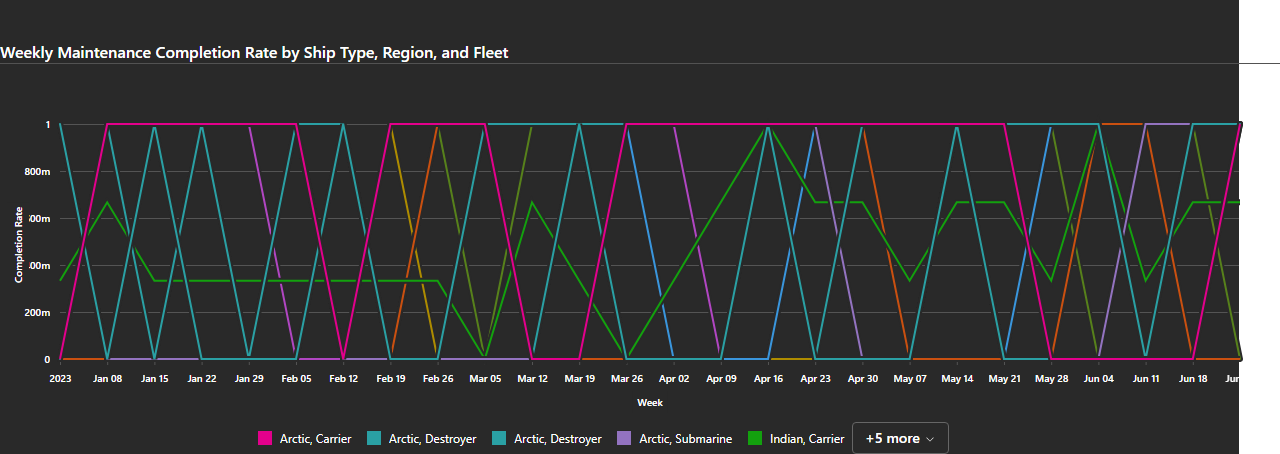 Weekly Maintenance Completion Rate by Ship Type, Region, and Fleet
1
800m
600m
400m
200m
0
Completion Rate
2023 Jan 08 Jan 15 Jan 22 Jan 29 Feb 05 Feb 12 Feb 19 Feb 26 Mar 05 Mar 12 Mar 19 Mar 26 Apr 02 Apr 09 Apr 16 Apr 23 Apr 30 May 07 May 14 May 21 May 28 Jun 04 Jun 11 Jun 18 Jun
Week
Arctic, Carrier Arctic, Destroyer Arctic, Destroyer Arctic, Submarine Indian, Carrier +5 more